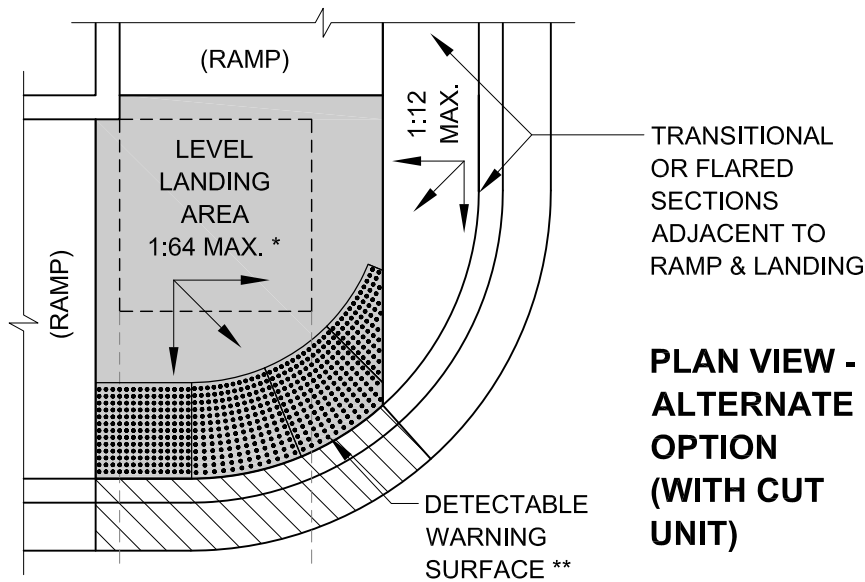 (RAMP)
1:12
MAX.
LEVEL
LANDING
AREA
1:64 MAX. *
(RAMP)
TRANSITIONAL
OR FLARED
SECTIONS
ADJACENT TO
RAMP & LANDING
PLAN VIEW -
ALTERNATE
OPTION
(WITH CUT
UNIT)
DETECTABLE
WARNING
SURFACE **